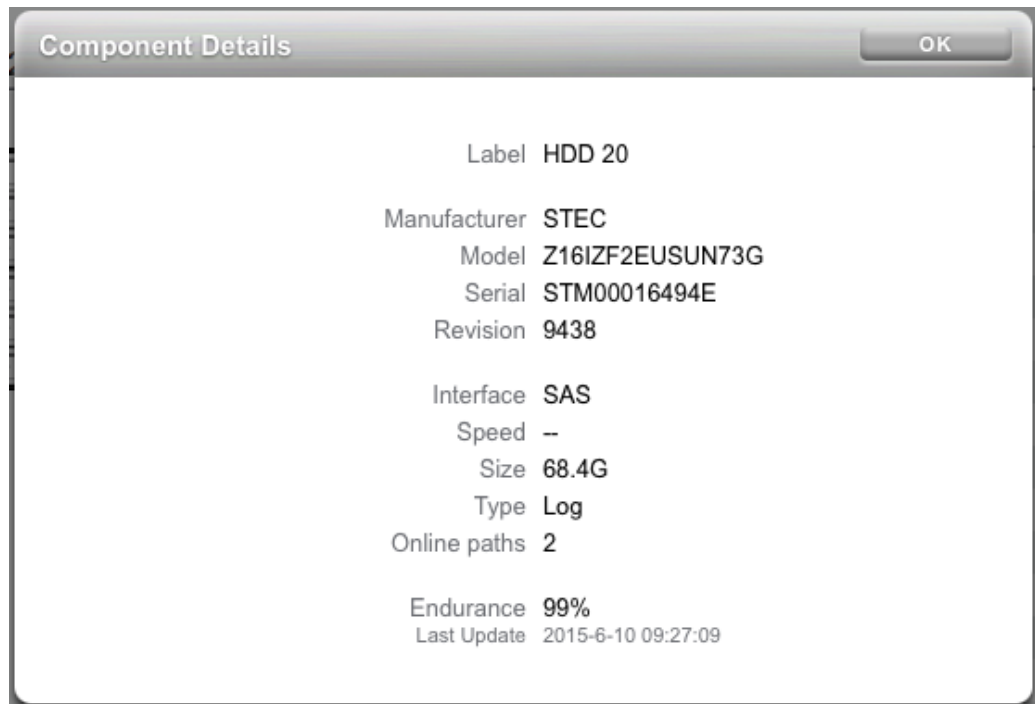 Component Details
OK
Label HDD 20
Manufacturer STEC
Model Z16IZF2EUSUN73G
Serial STM00016494E
Revision 9438
Interface SAS
Speed --
Size 68.4G
Type Log
Online paths 2
Endurance 99%
Last Update 2015-6-10 09:27:09